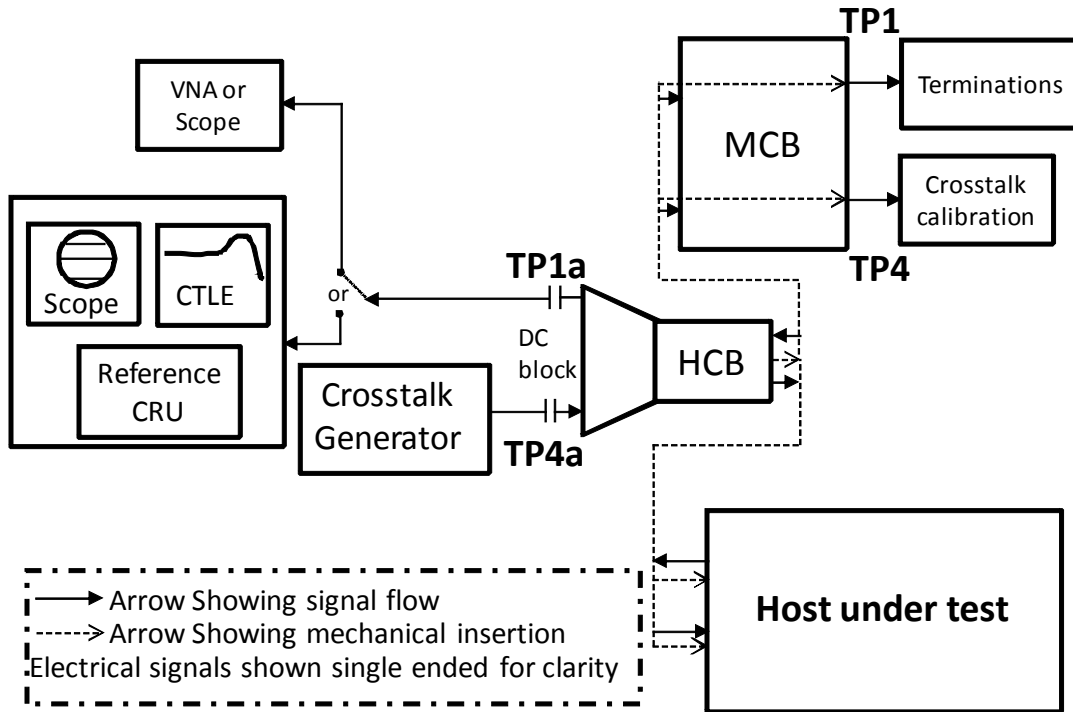 TP1
VNA or
Scope
Terminations
MCB
Crosstalk
calibration
TP4
Scope
CTLE
Reference
CRU
or
TP1a
DC
block
HCB
Crosstalk
Generator
TP4a
Host under test
Arrow Showing signal flow
Arrow Showing mechanical insertion
Electrical signals shown single ended for clarity